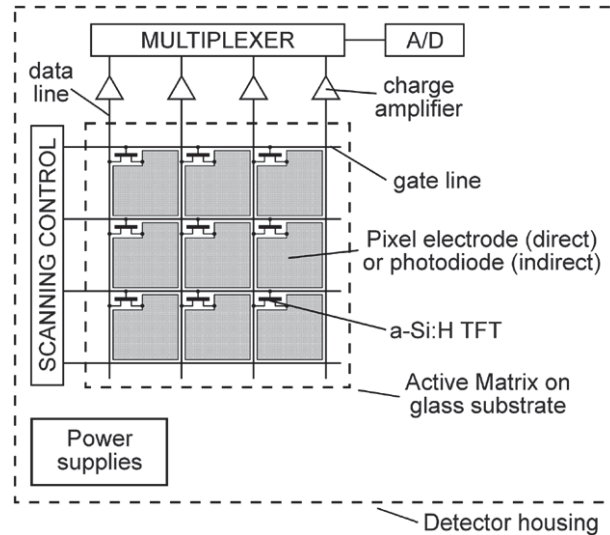 MULTIPLEXER
A/D
data
line
charge
amplifier
SCANNING CONTROL
gate line
Pixel electrode (direct)
or photodiode (indirect)
a-Si:H TFT
Active Matrix on
glass substrate
Power
supplies
Detector housing